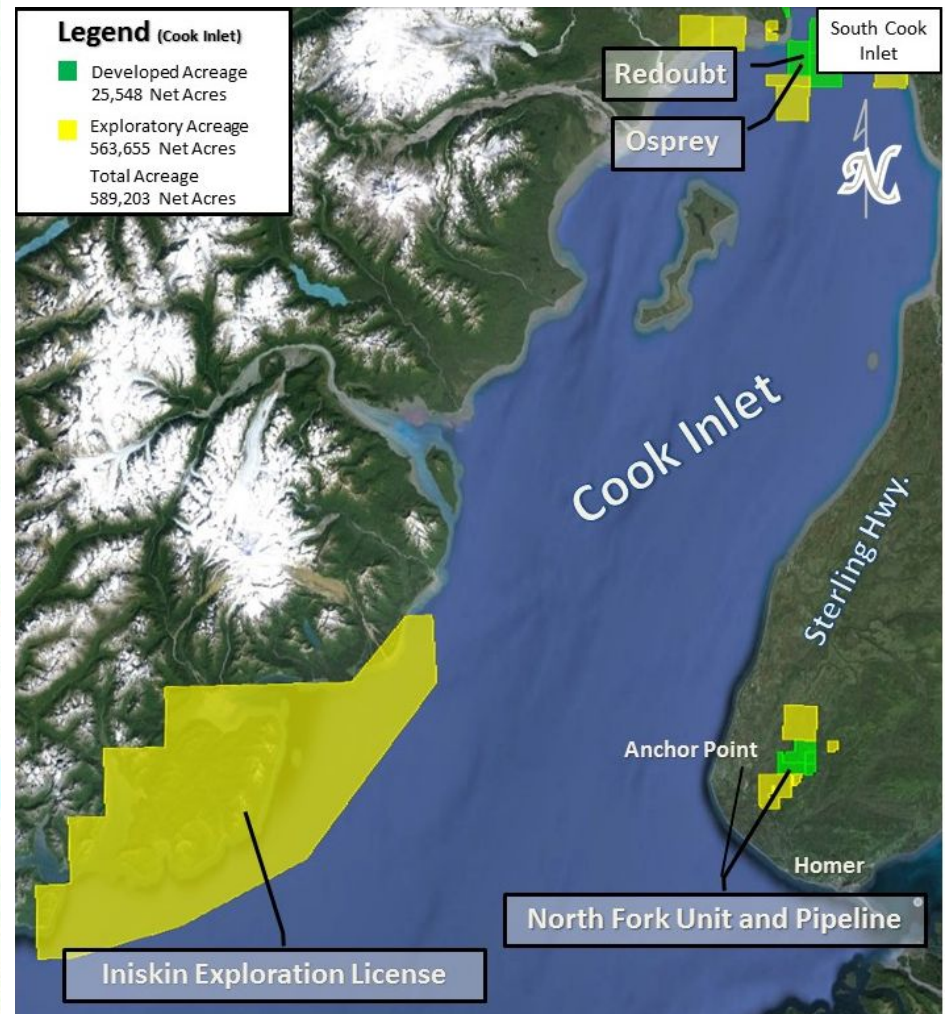 Legend (Cook Inlet)
Developed Acreage
25,548 Net Acres
Exploratory Acreage
563,655 Net Acres
Total Acreage
589,203 Net Acres
South Cook
Inlet
Redoubt
Osprey
N
Cook Inlet
Sterling Hwy.
Anchor Point
Homer
North Fork Unit and Pipeline
Iniskin Exploration License